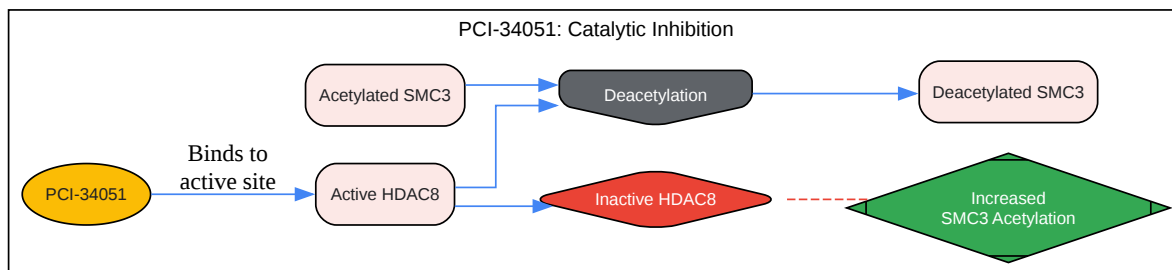 PCI-34051: Catalytic Inhibition
Acetylated SMC3
Deacetylation
Deacetylated SMC3
PCI-34051
Binds to
active site
Active HDAC8
Inactive HDAC8
Increased
SMC3 Acetylation